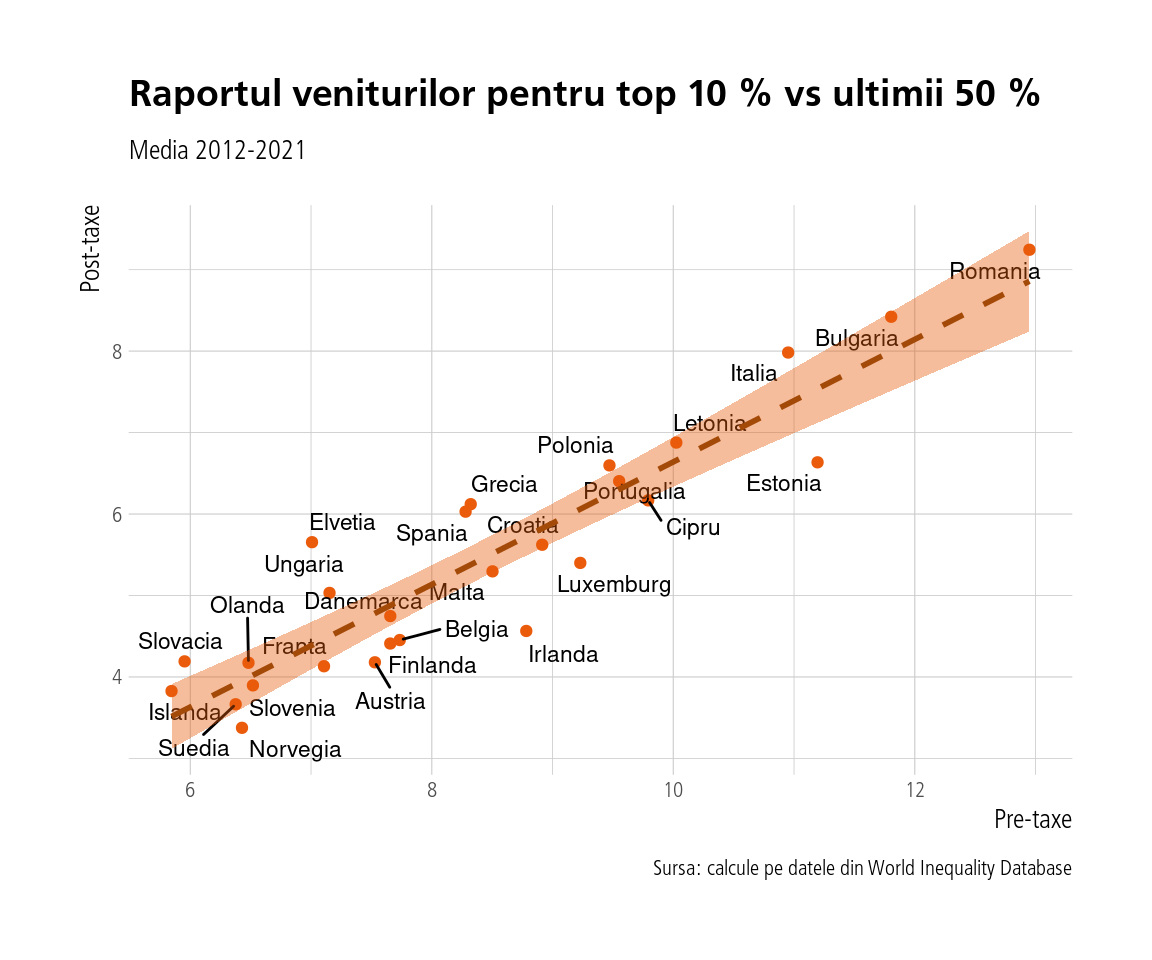 Raportul veniturilor pentru top 10 % vs ultimii 50 %
Media 2012-2021
Post-taxe
Romania
Bulgaria
8
Italia
Letonia
Polonia
Grecia
Portugalia
Estonia
6
Elvetia
Spania
Croatia
Cipru
Ungaria
Luxemburg
Olanda
Danemarca
Malta
Slovacia
Franta
Belgia
Irlanda
4
Finlanda
Islanda
Slovenia
Austria
Suedia
Norvegia
6
8
10
12
Pre-taxe
Sursa: calcule pe datele din World Inequality Database